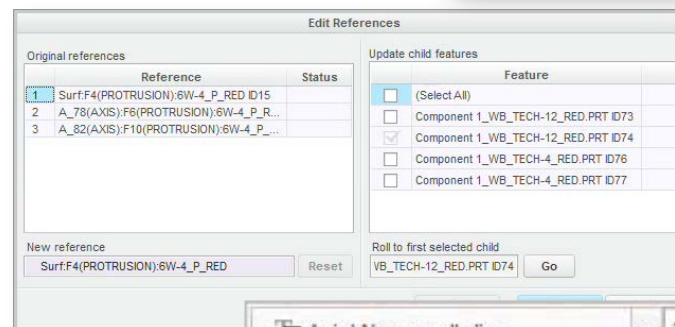 Edit References
Original references
Reference Status
1 Surf:F4(PROTRUSION):6W-4_P_RED ID15
2 A_78(AXIS):F6(PROTRUSION):6W-4_P_R...
3 A_82(AXIS):F10(PROTRUSION):6W-4_P_...
New reference
Surf:F4(PROTRUSION):6W-4_P_RED Reset
Update child features
Feature
(Select All)
Component 1_WB_TECH-12_RED.PRT ID73
Component 1_WB_TECH-12_RED.PRT ID74
Component 1_WB_TECH-4_RED.PRT ID76
Component 1_WB_TECH-4_RED.PRT ID77
Roll to first selected child
VB_TECH-12_RED.PRT ID74 Go